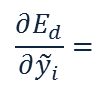 ∂E_d / ∂ỹ_i =